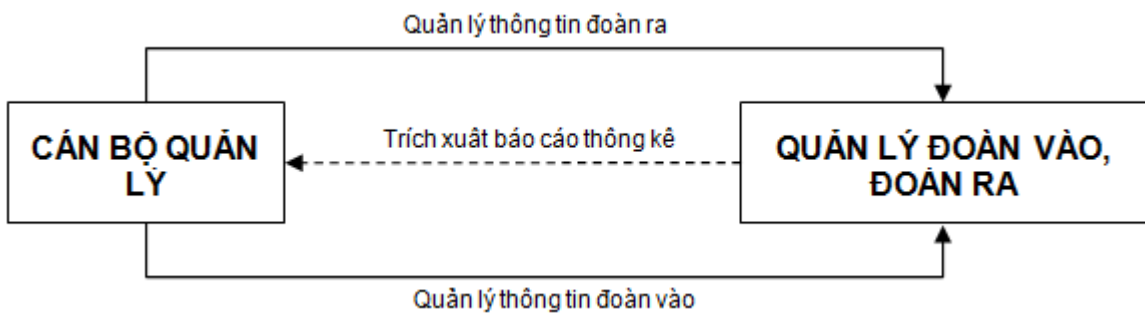 Quản lý thông tin đoàn ra
CÁN BỘ QUẢN
LÝ
Trích xuât báo cáo thông kê
QUẢN LÝ ĐOÀN VÀO,
ĐOÀN RA
Quản lý thông tin đoàn vào